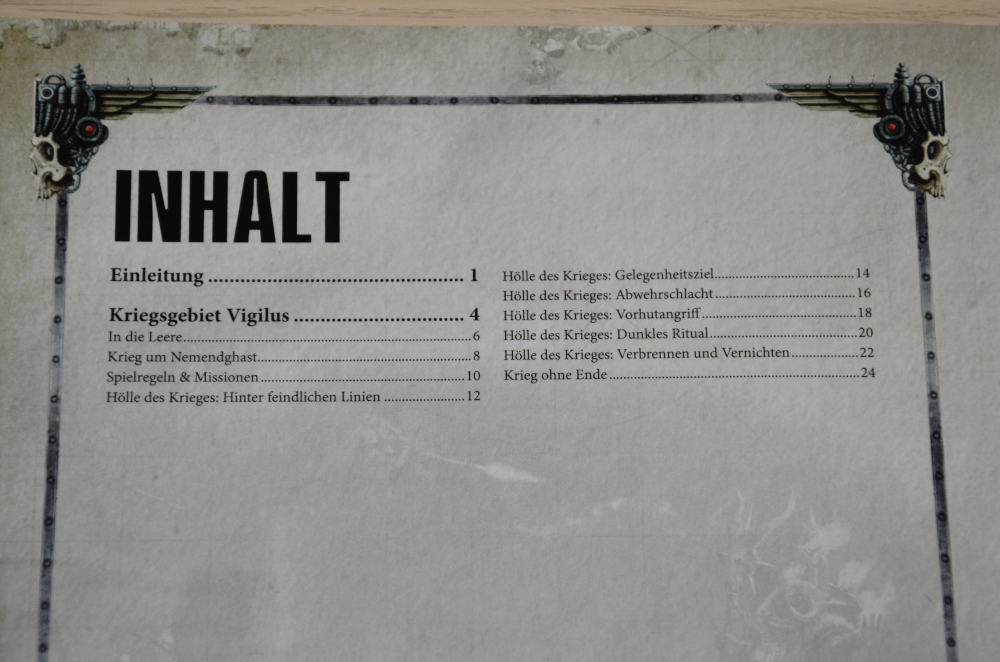 INHALT
Einleitung ................................................ 1
Kriegsgebiet Vigilus ................................ 4
In die Leere................................................6
Krieg um Nemendghast................................8
Spielregeln & Missionen................................10
Hölle des Krieges: Hinter feindlichen Linien ................12
Hölle des Krieges: Gelegenheitsziel................................14
Hölle des Krieges: Abwehrschlacht................................16
Hölle des Krieges: Vorhutangriff................................18
Hölle des Krieges: Dunkles Ritual................................20
Hölle des Krieges: Verbrennen und Vernichten................22
Krieg ohne Ende................................................24